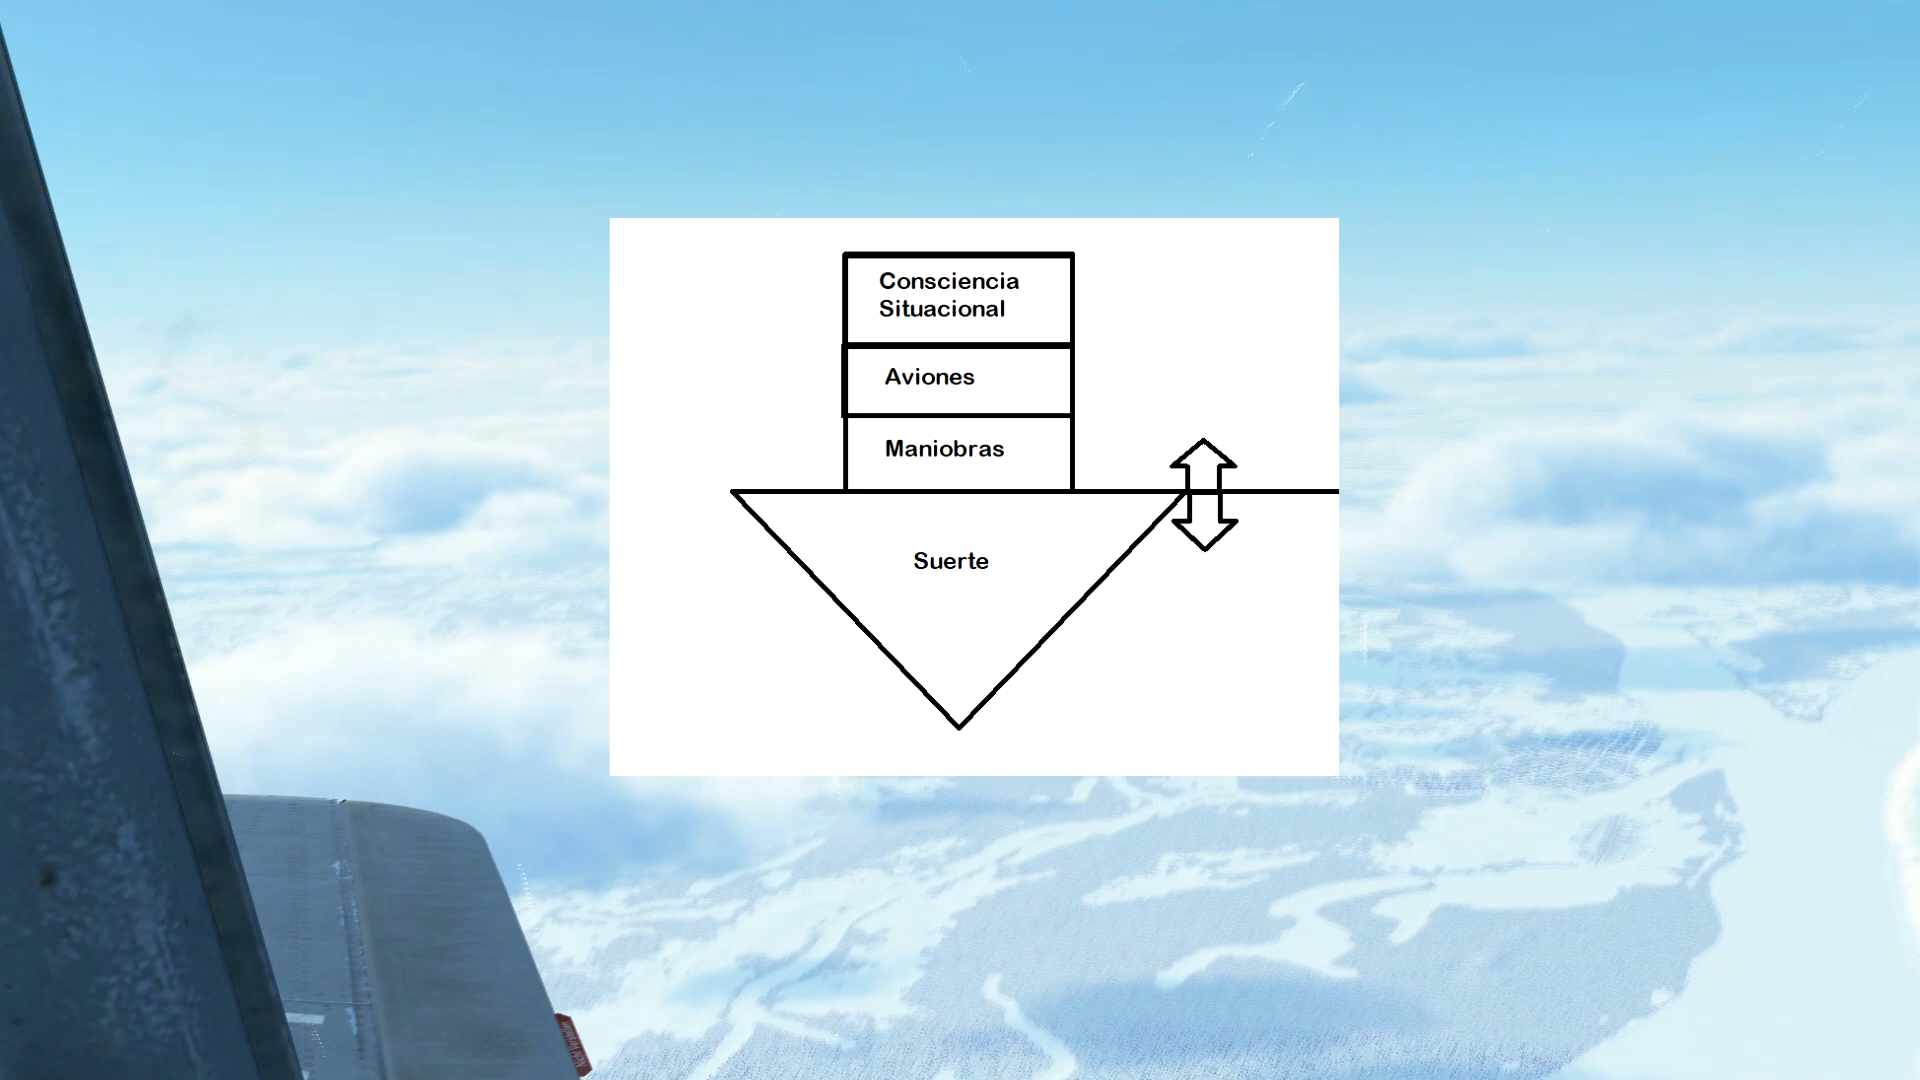 Consciencia
Situacional
Aviones
Maniobras
Suerte